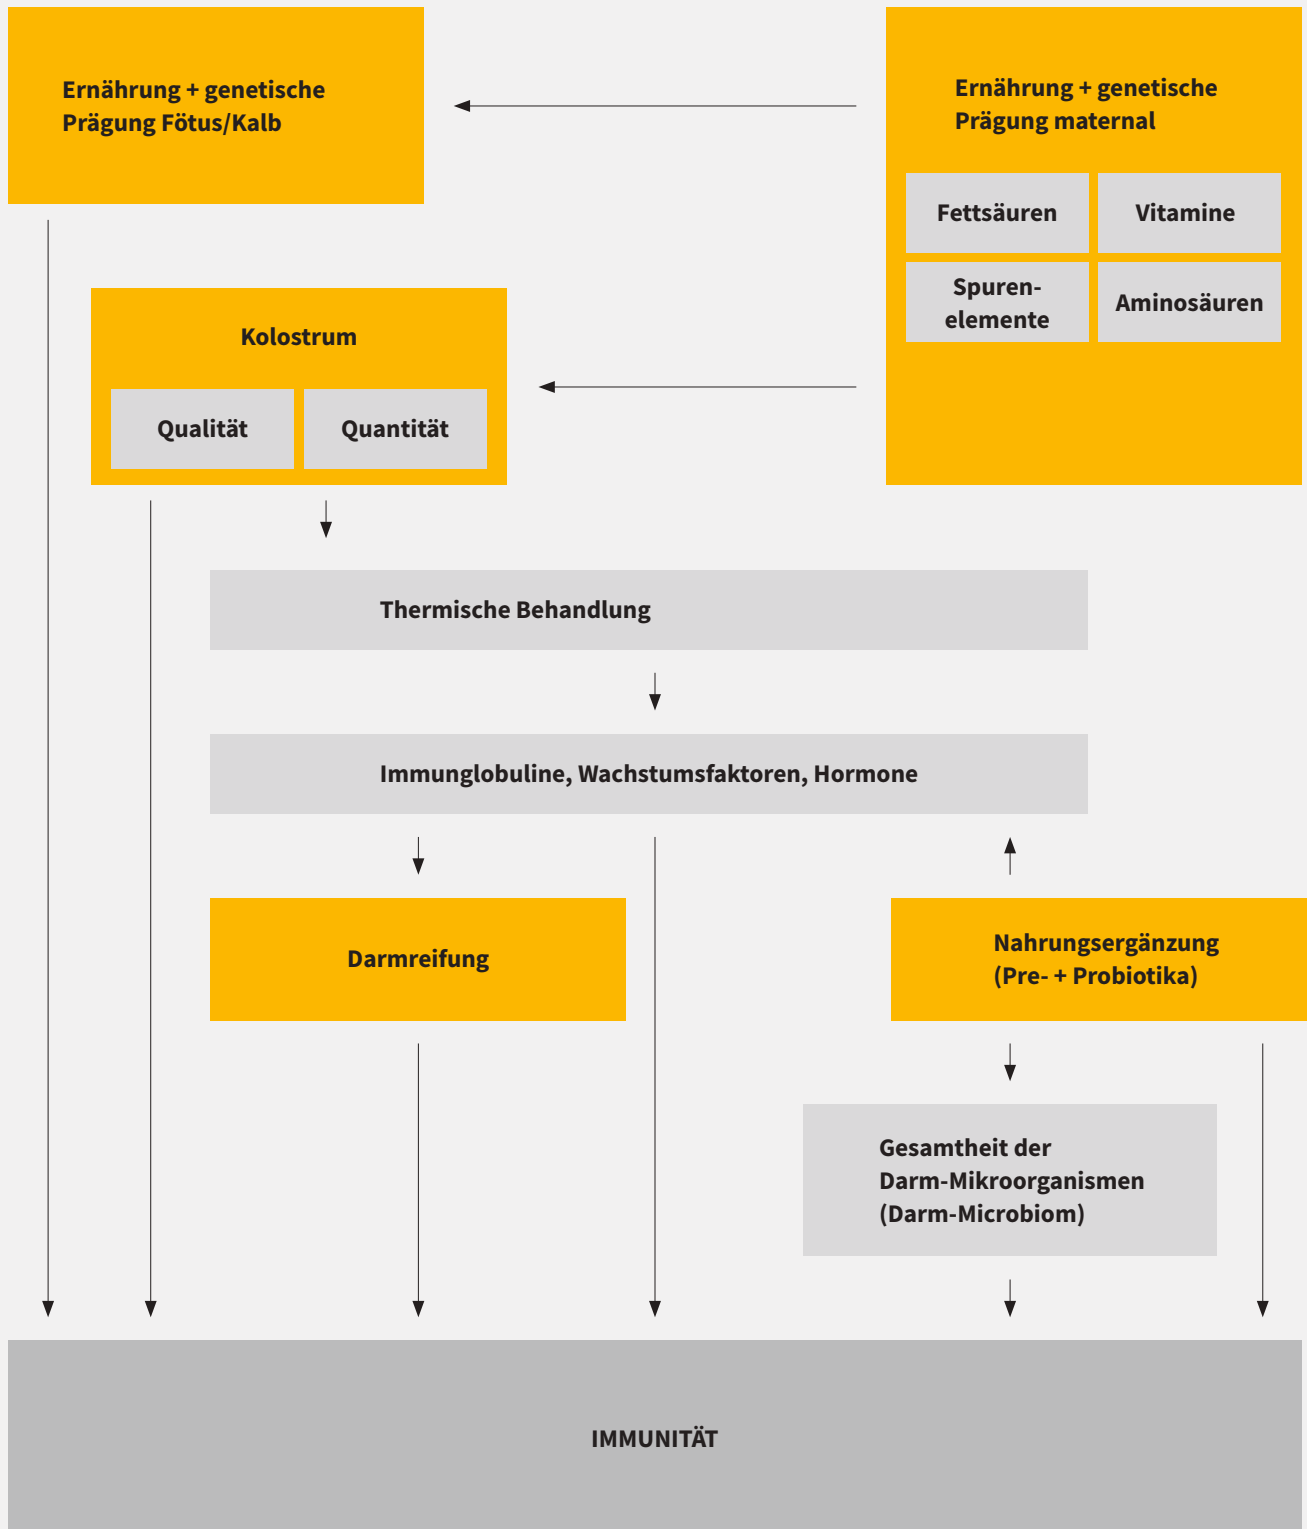 Ernährung + genetische
Prägung Fötus/Kalb
Ernährung + genetische
Prägung maternal
Fettsäuren
Vitamine
Spuren-
elemente
Aminosäuren
Kolostrum
Qualität
Quantität
Thermische Behandlung
Immunglobuline, Wachstumsfaktoren, Hormone
Darmreifung
Nahrungsergänzung
(Pre- + Probiotika)
Gesamtheit der
Darm-Mikroorganismen
(Darm-Microbiom)
IMMUNITÄT